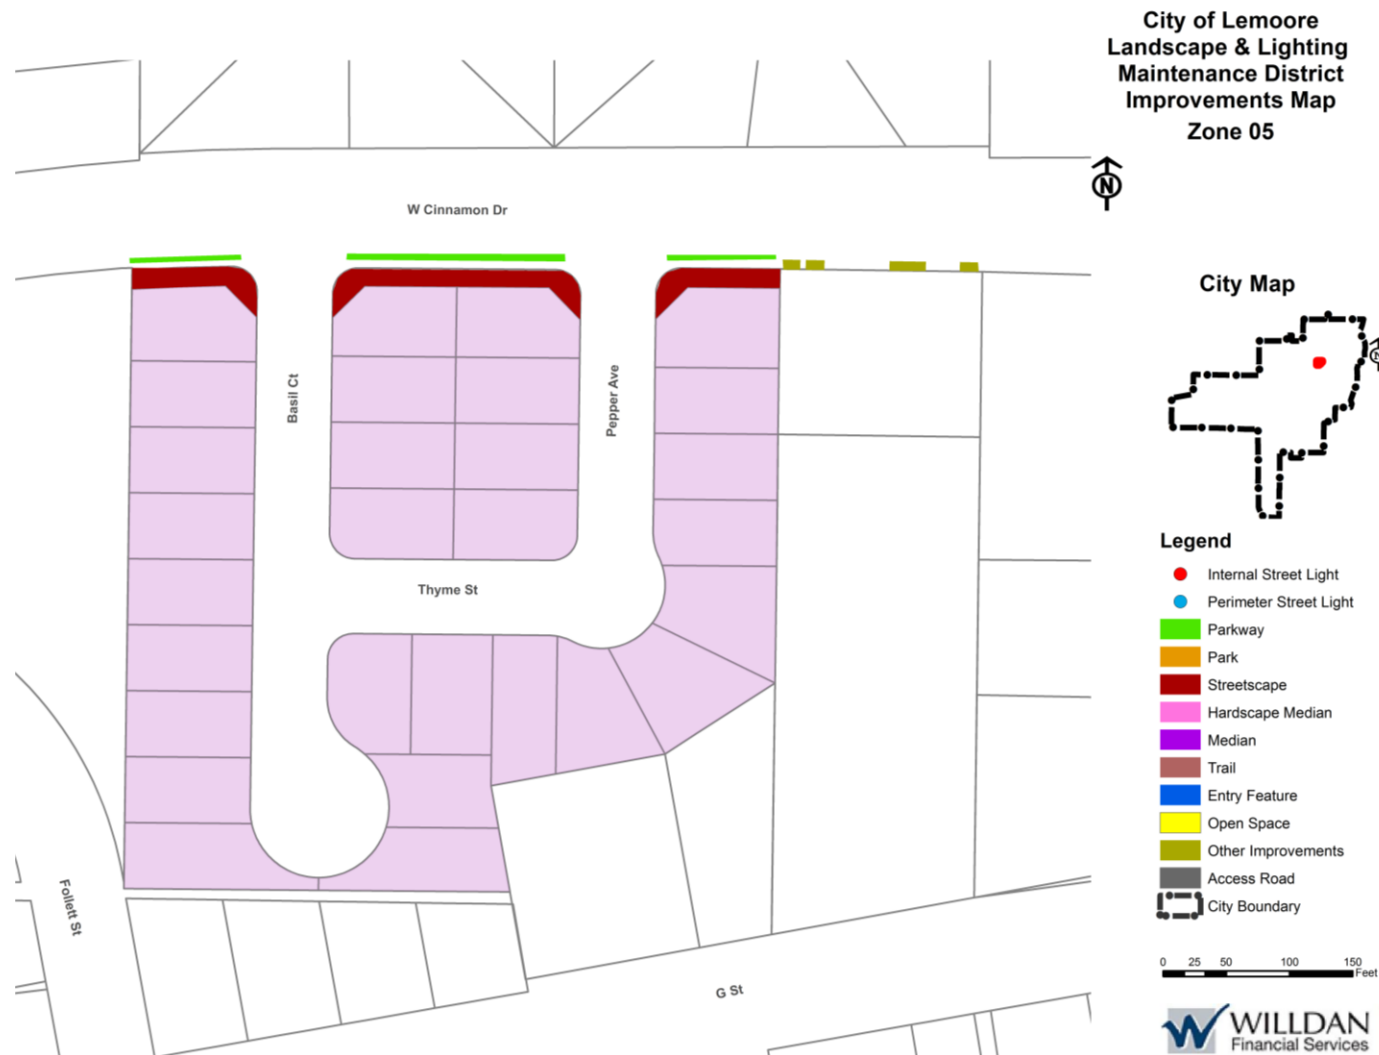 City of Lemoore
Landscape & Lighting
Maintenance District
Improvements Map
Zone 05
N
W Cinnamon Dr
Basil Ct
Pepper Ave
Thyme St
Follett St
G St
City Map
N
Legend
Internal Street Light
Perimeter Street Light
Parkway
Park
Streetscape
Hardscape Median
Median
Trail
Entry Feature
Open Space
Other Improvements
Access Road
City Boundary
0 25 50 100 150
Feet
W WILLDAN
Financial Services